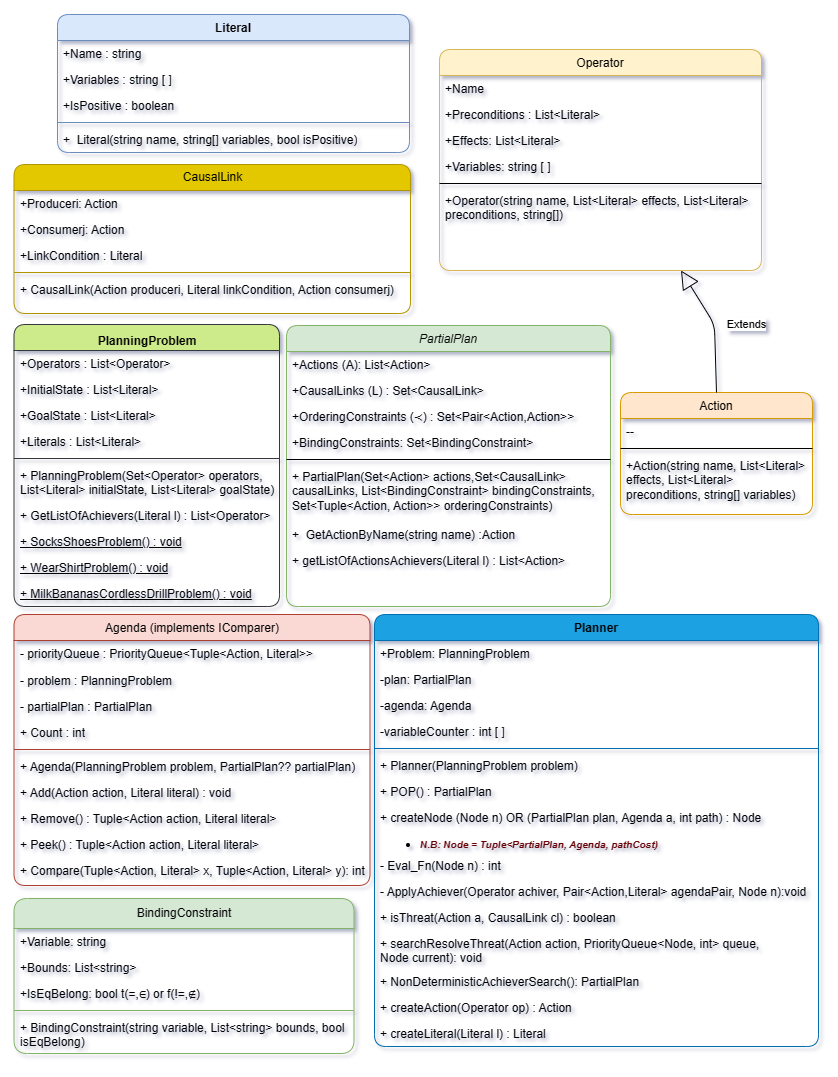 Literal
+Name : string
+Variables : string [ ]
+IsPositive : boolean
+ Literal(string name, string[] variables, bool isPositive)
Operator
+Name
+Preconditions : List<Literal>
+Effects: List<Literal>
+Variables: string [ ]
+Operator(string name, List<Literal> effects, List<Literal>
preconditions, string[])
CausalLink
+Produceri: Action
+Consumerj: Action
+LinkCondition : Literal
+ CausalLink(Action produceri, Literal linkCondition, Action consumerj)
Extends
PlanningProblem
+Operators : List<Operator>
+InitialState : List<Literal>
+GoalState : List<Literal>
+Literals : List<Literal>
+ PlanningProblem(Set<Operator> operators,
List<Literal> initialState, List<Literal> goalState)
+ GetListOfAchievers(Literal l) : List<Operator>
+ SocksShoesProblem() : void
+ WearShirtProblem() : void
+ MilkBananasCordlessDrillProblem() : void
PartialPlan
+Actions (A): List<Action>
+CausalLinks (L) : Set<CausalLink>
+OrderingConstraints (≺) : Set<Pair<Action,Action>>
+BindingConstraints: Set<BindingConstraint>
+ PartialPlan(Set<Action> actions,Set<CausalLink>
causalLinks, List<BindingConstraint> bindingConstraints,
Set<Tuple<Action, Action>> orderingConstraints)
+ GetActionByName(string name) :Action
+ getListOfActionsAchievers(Literal l) : List<Action>
Action
--
+Action(string name, List<Literal>
effects, List<Literal>
preconditions, string[] variables)
Agenda (implements IComparer)
- priorityQueue : PriorityQueue<Tuple<Action, Literal>>
- problem : PlanningProblem
- partialPlan : PartialPlan
+ Count : int
+ Agenda(PlanningProblem problem, PartialPlan?? partialPlan)
+ Add(Action action, Literal literal) : void
+ Remove() : Tuple<Action action, Literal literal>
+ Peek() : Tuple<Action action, Literal literal>
+ Compare(Tuple<Action, Literal> x, Tuple<Action, Literal> y): int
Planner
+Problem: PlanningProblem
-plan: PartialPlan
-agenda: Agenda
-variableCounter : int [ ]
+ Planner(PlanningProblem problem)
+ POP() : PartialPlan
+ createNode (Node n) OR (PartialPlan plan, Agenda a, int path) : Node
• N.B: Node = Tuple<PartialPlan, Agenda, pathCost)
- Eval_Fn(Node n) : int
- ApplyAchiever(Operator achiver, Pair<Action,Literal> agendaPair, Node n):void
+ isThreat(Action a, CausalLink cl) : boolean
+ searchResolveThreat(Action action, PriorityQueue<Node, int> queue,
Node current): void
+ NonDeterministicAchieverSearch(): PartialPlan
+ createAction(Operator op) : Action
+ createLiteral(Literal l) : Literal
BindingConstraint
+Variable: string
+Bounds: List<string>
+IsEqBelong: bool t(=,∈) or f(!=,∉)
+ BindingConstraint(string variable, List<string> bounds, bool
isEqBelong)